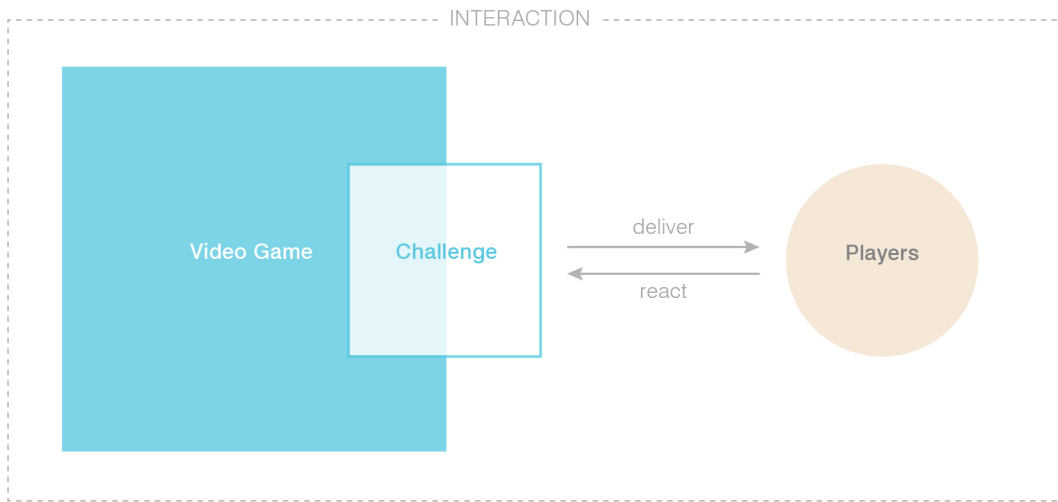 INTERACTION
Video Game
Challenge
deliver
react
Players